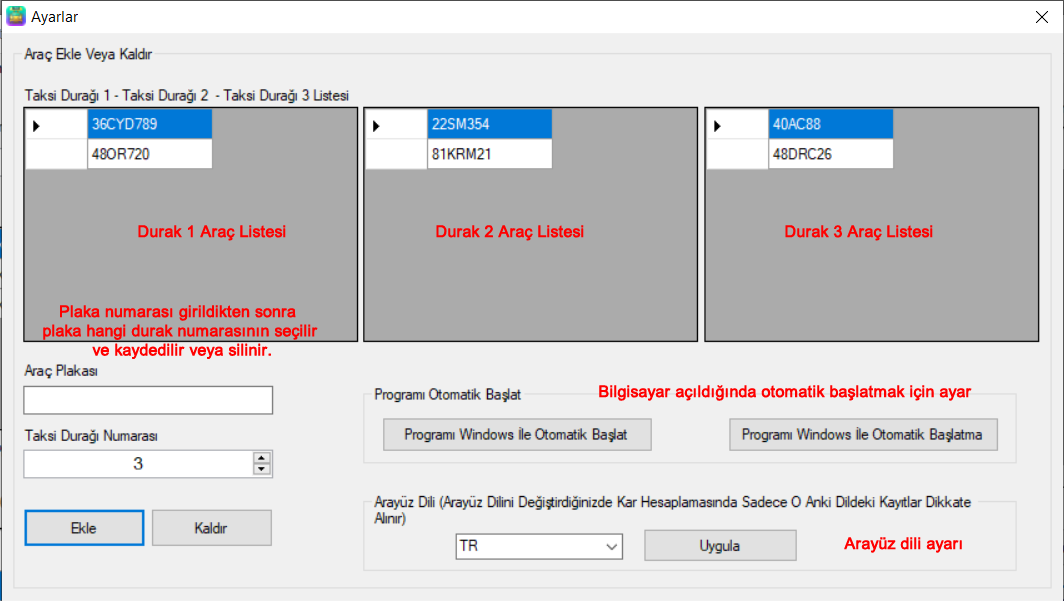 Ayarlar
Araç Ekle Veya Kaldır
Taksi Durağı 1 - Taksi Durağı 2  - Taksi Durağı 3 Listesi
36CYD789
48OR720
22SM354
81KRM21
40AC88
48DRC26
Durak 1 Araç Listesi
Durak 2 Araç Listesi
Durak 3 Araç Listesi
Plaka numarası girildikten sonra
plaka hangi durak numarasının seçilir
ve kaydedilir veya silinir.
Araç Plakası
Taksi Durağı Numarası
3
Ekle
Kaldır
Programı Otomatik Başlat
Bilgisayar açıldığında otomatik başlatmak için ayar
Programı Windows İle Otomatik Başlat
Programı Windows İle Otomatik Başlatma
Arayüz Dili (Arayüz Dilini Değiştirdiğinizde Kar Hesaplamasında Sadece O Anki Dildeki Kayıtlar Dikkate
Alınır)
TR
Uygula
Arayüz dili ayarı